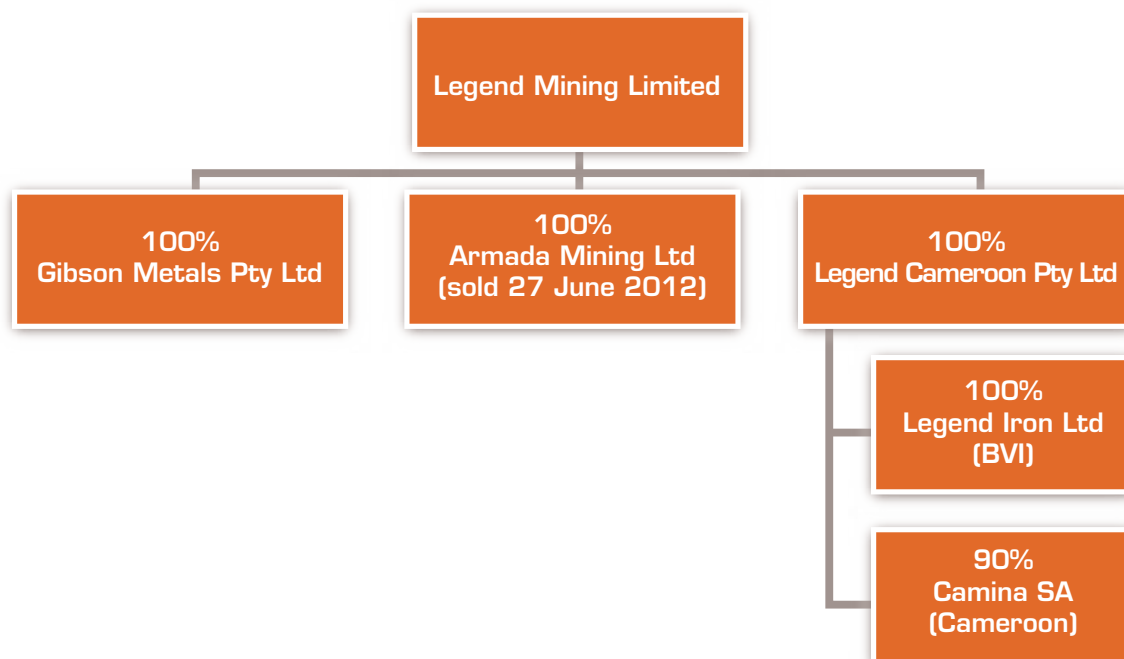 Legend Mining Limited
100%
Gibson Metals Pty Ltd
100%
Armada Mining Ltd
(sold 27 June 2012)
100%
Legend Cameroon Pty Ltd
100%
Legend Iron Ltd
(BVI)
90%
Camina SA
(Cameroon)